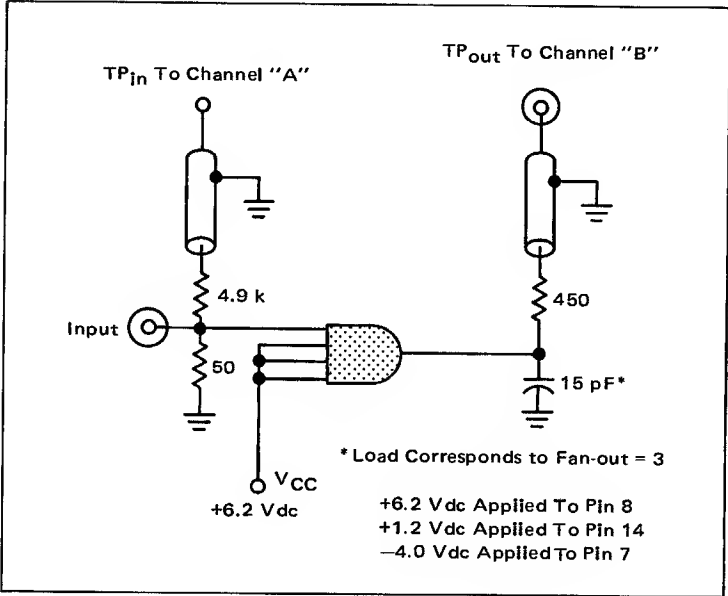 TPin To Channel "A"
TPout To Channel "B"
4.9 k
450
Input
50
15 pF*
* Load Corresponds to Fan-out = 3
VCC
+6.2 Vdc
+6.2 Vdc Applied To Pin 8
+1.2 Vdc Applied To Pin 14
−4.0 Vdc Applied To Pin 7